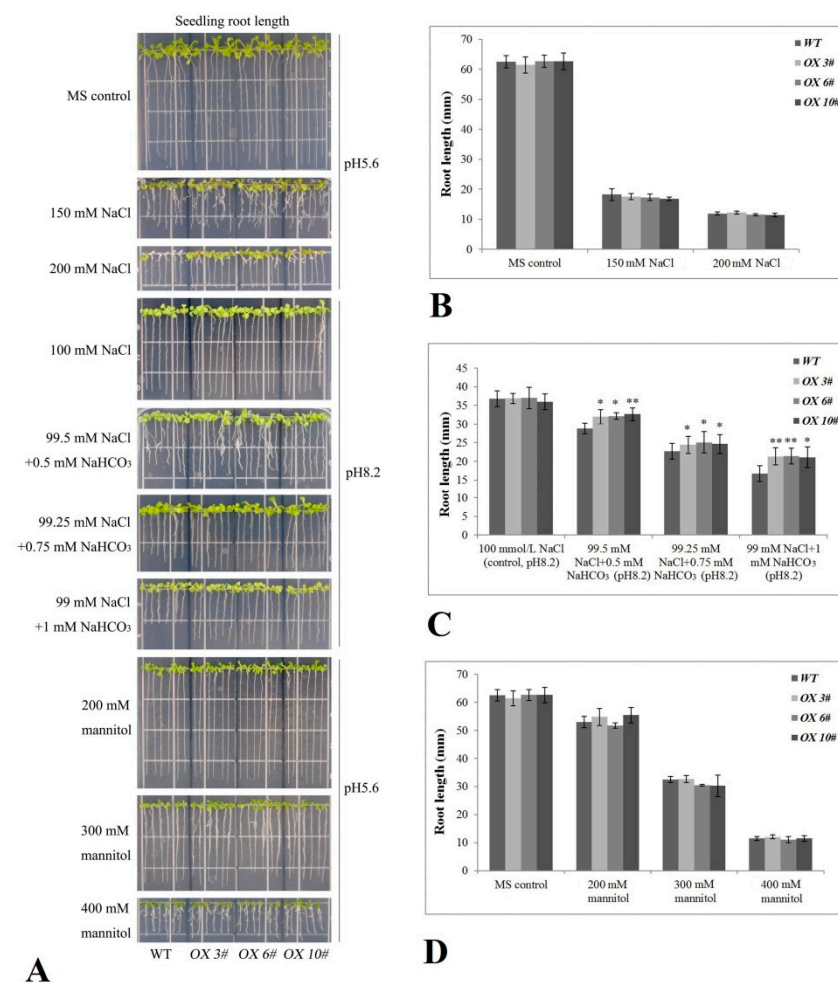 Seedling root length
MS control
150 mM NaCl
200 mM NaCl
pH5.6
100 mM NaCl
99.5 mM NaCl
+0.5 mM NaHCO₃
99.25 mM NaCl
+0.75 mM NaHCO₃
99 mM NaCl
+1 mM NaHCO₃
pH8.2
200 mM
mannitol
300 mM
mannitol
400 mM
mannitol
pH5.6
WT OX 3# OX 6# OX 10#
A
Root length (mm)
70
60
50
40
30
20
10
0
WT
OX 3#
OX 6#
OX 10#
MS control 150 mM NaCl 200 mM NaCl
B
Root length (mm)
45
40
35
30
25
20
15
10
5
0
* * **
* * *
** ** *
WT
OX 3#
OX 6#
OX 10#
100 mmol/L NaCl
(control, pH8.2)
99.5 mM
NaCl+0.5 mM
NaHCO₃ (pH8.2)
99.25 mM
NaCl+0.75 mM
NaHCO₃ (pH8.2)
99 mM NaCl+1
mM NaHCO₃
(pH8.2)
C
Root length (mm)
70
60
50
40
30
20
10
0
WT
OX 3#
OX 6#
OX 10#
MS control
200 mM
mannitol
300 mM
mannitol
400 mM
mannitol
D